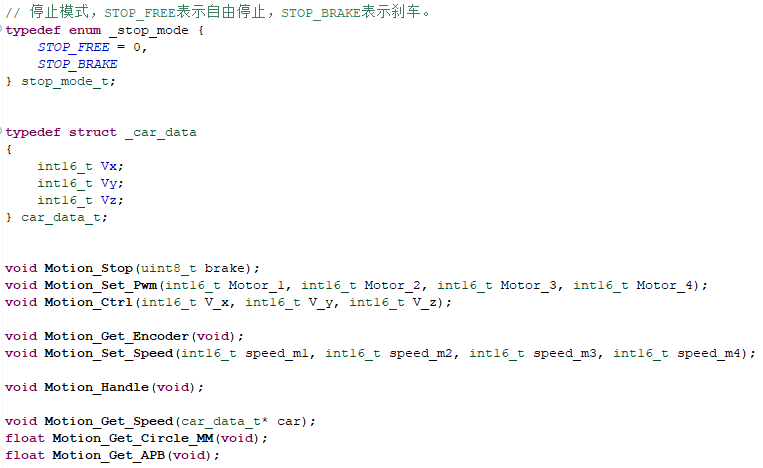 // 停止模式，STOP_FREE表示自由停止，STOP_BRAKE表示刹车。
typedef enum _stop_mode {
    STOP_FREE = 0,
    STOP_BRAKE
} stop_mode_t;
typedef struct _car_data
{
    int16_t Vx;
    int16_t Vy;
    int16_t Vz;
} car_data_t;
void Motion_Stop(uint8_t brake);
void Motion_Set_Pwm(int16_t Motor_1, int16_t Motor_2, int16_t Motor_3, int16_t Motor_4);
void Motion_Ctrl(int16_t V_x, int16_t V_y, int16_t V_z);
void Motion_Get_Encoder(void);
void Motion_Set_Speed(int16_t speed_m1, int16_t speed_m2, int16_t speed_m3, int16_t speed_m4);
void Motion_Handle(void);
void Motion_Get_Speed(car_data_t* car);
float Motion_Get_Circle_MM(void);
float Motion_Get_APB(void);